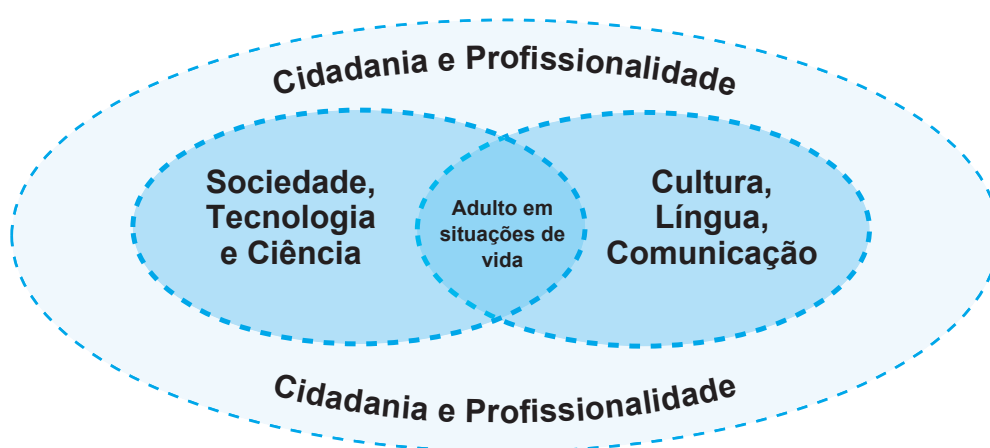 Cidadania e Profissionalidade
Sociedade,
Tecnologia
e Ciência
Adulto em
situações de
vida
Cultura,
Língua,
Comunicação
Cidadania e Profissionalidade